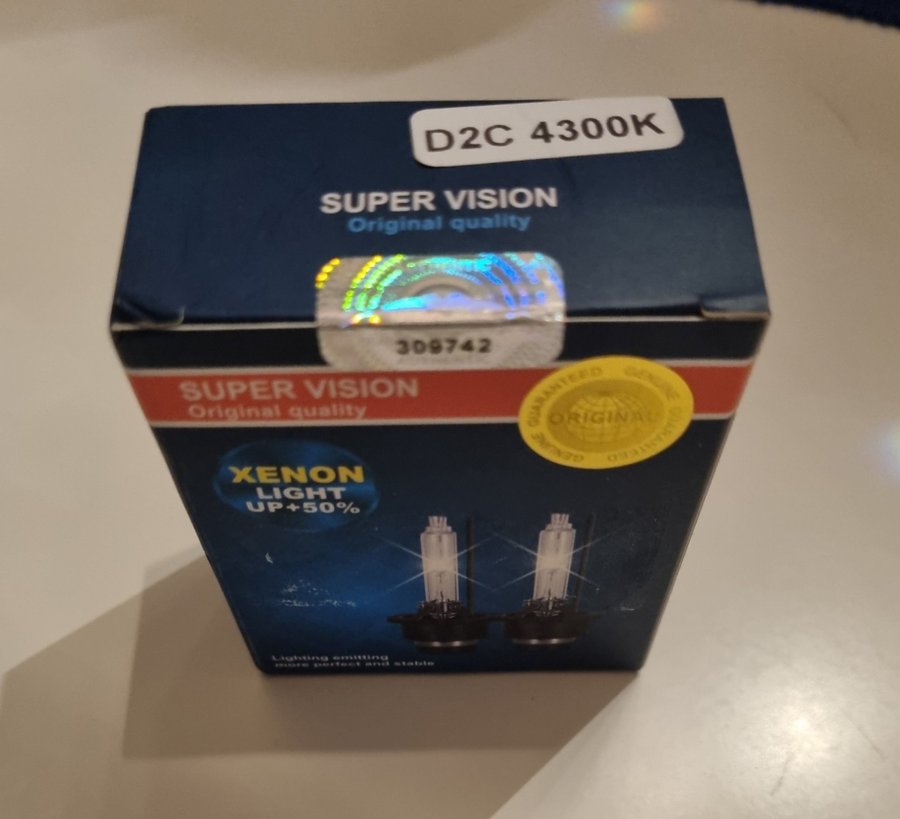 D2C 4300K
SUPER VISION
Original quality
309742
SUPER VISION
Original quality
GENUINE GUARANTEED GENUINE GUARANTEED
ORIGINAL
XENON
LIGHT
UP+50%
Lighting emitting
more perfect and stable